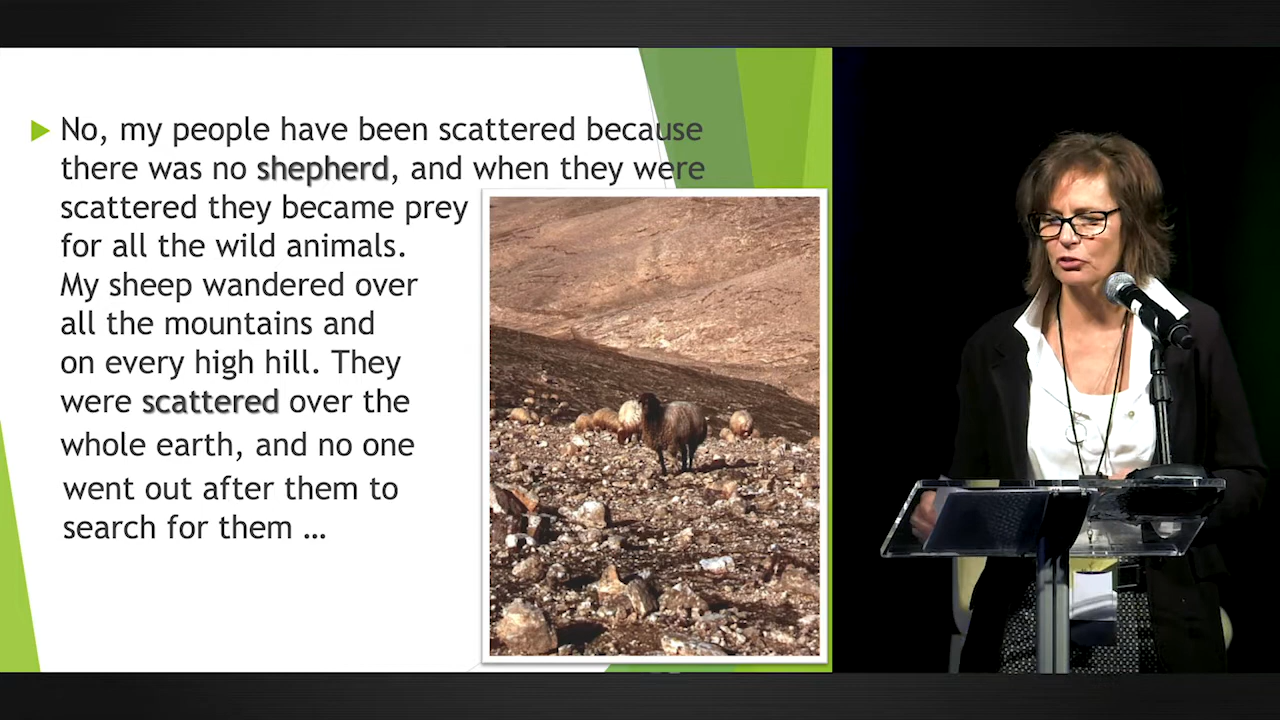 No, my people have been scattered because
there was no shepherd, and when they were
scattered they became prey
for all the wild animals.
My sheep wandered over
all the mountains and
on every high hill. They
were scattered over the
whole earth, and no one
went out after them to
search for them …